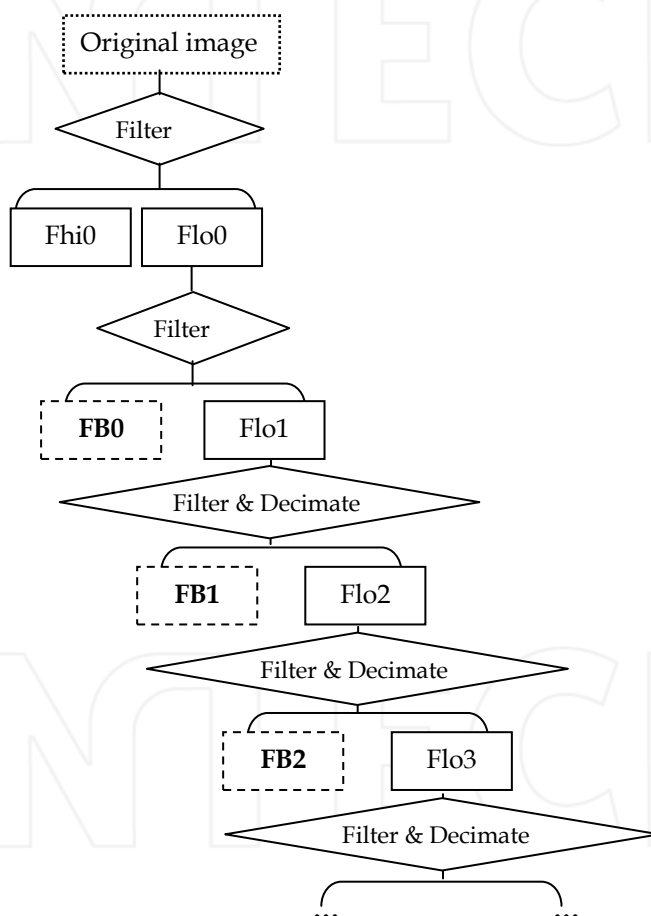 Original image
Filter
Fhi0 Flo0
Filter
FB0 Flo1
Filter & Decimate
FB1 Flo2
Filter & Decimate
FB2 Flo3
Filter & Decimate
... ...